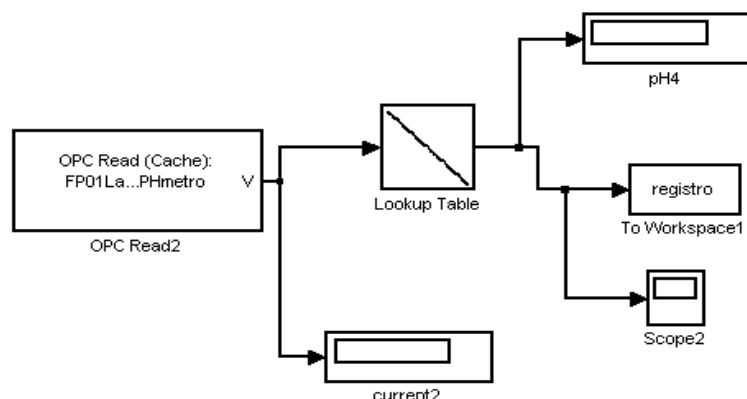 pH4
OPC Read (Cache):
FP01La...PHmetro
V
OPC Read2
Lookup Table
registro
To Workspace1
Scope2
current2